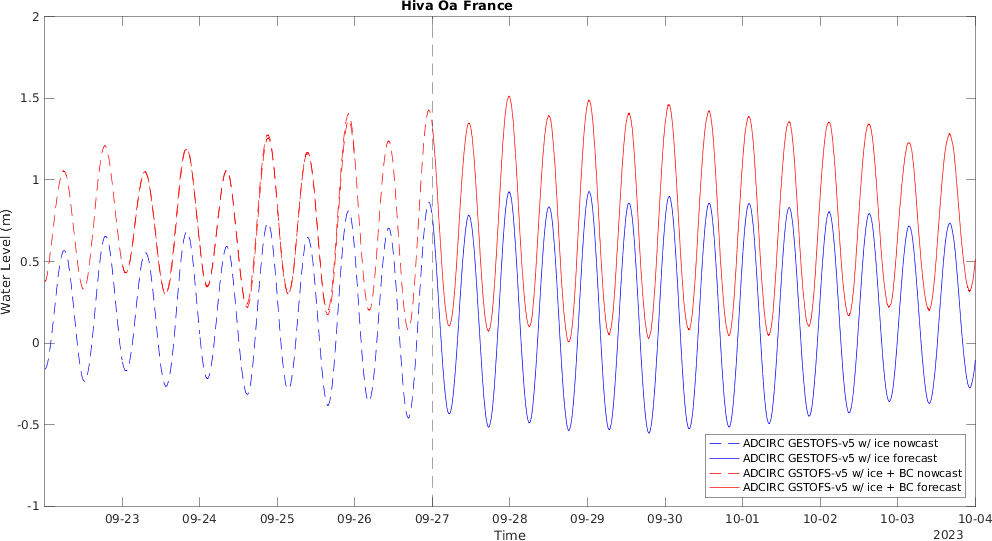 Hiva Oa France
Water Level (m)
2
1.5
1
0.5
0
-0.5
-1
ADCIRC GESTOFS-v5 w/ ice nowcast
ADCIRC GESTOFS-v5 w/ ice forecast
ADCIRC GSTOFS-v5 w/ ice + BC nowcast
ADCIRC GSTOFS-v5 w/ ice + BC forecast
09-23 09-24 09-25 09-26 09-27 09-28 09-29 09-30 10-01 10-02 10-03 10-04
Time
2023